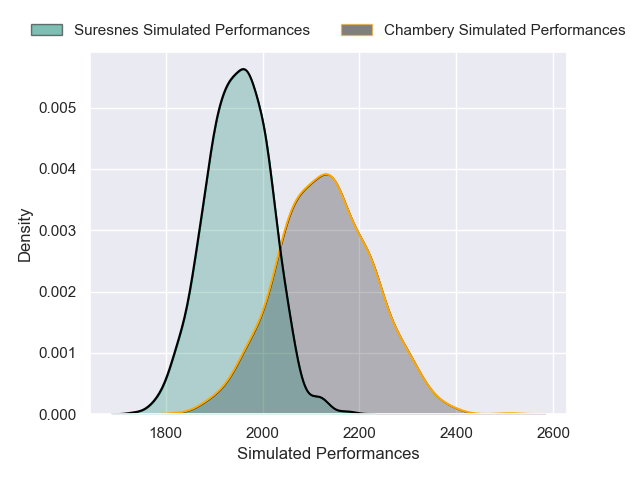 Suresnes Simulated Performances Chambery Simulated Performances
0.005
0.004
0.003
0.002
0.001
0.000
Density
1800 2000 2200 2400 2600
Simulated Performances